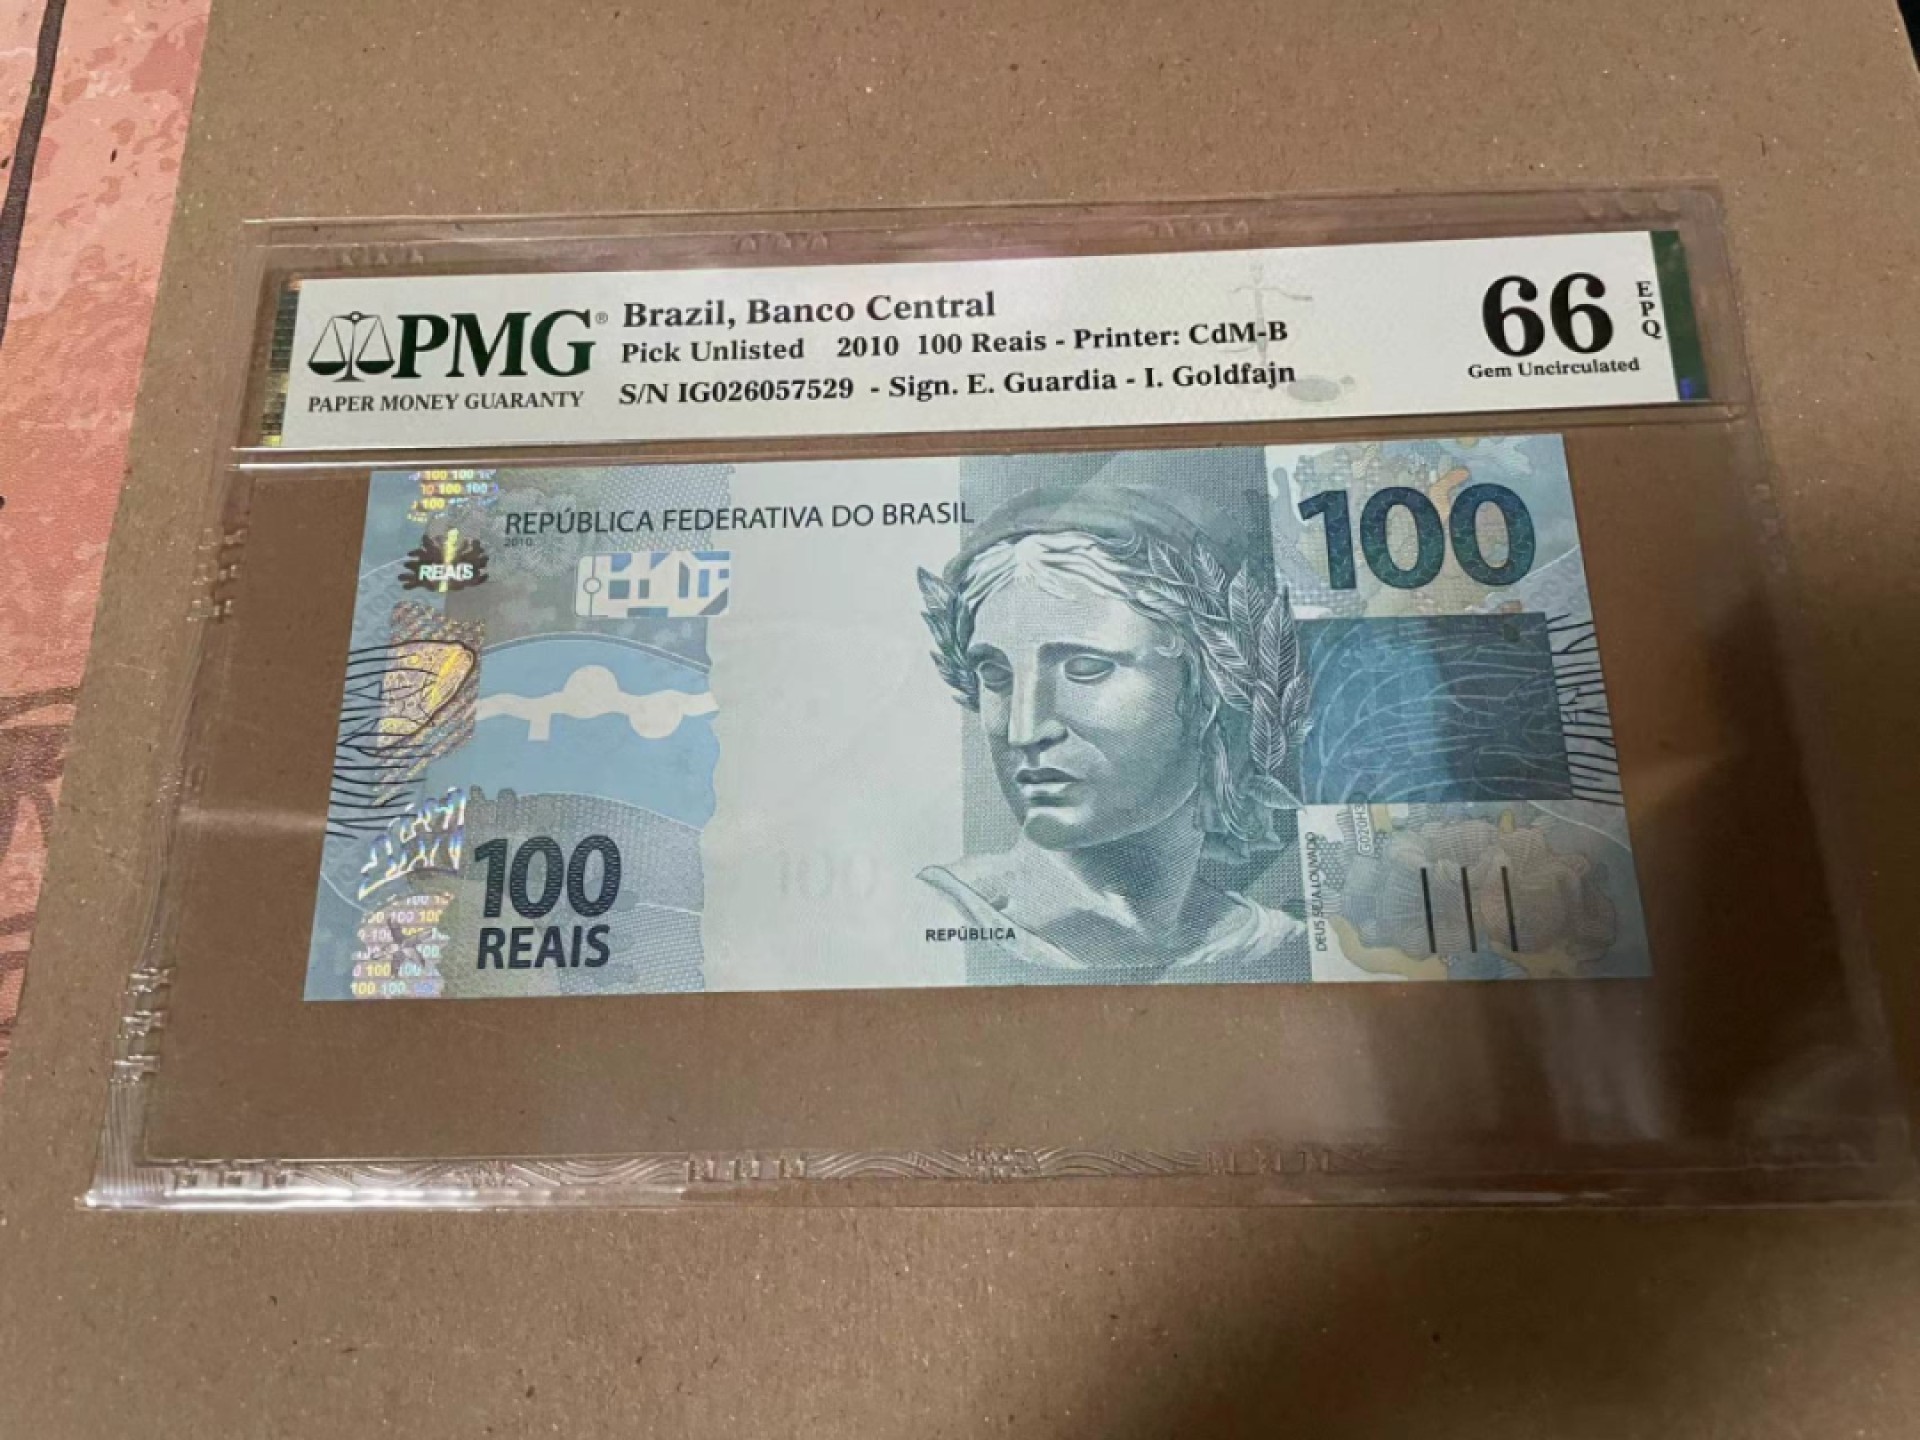 PMG®
PAPER MONEY GUARANTY
Brazil, Banco Central
Pick Unlisted 2010 100 Reais - Printer: CdM-B
S/N IG026057529 - Sign. E. Guardia - I. Goldfajn
66
EPQ
Gem Uncirculated
REPÚBLICA FEDERATIVA DO BRASIL
2010
REAIS
100
100
REAIS
REPÚBLICA
DEUS SEJA LOUVADO